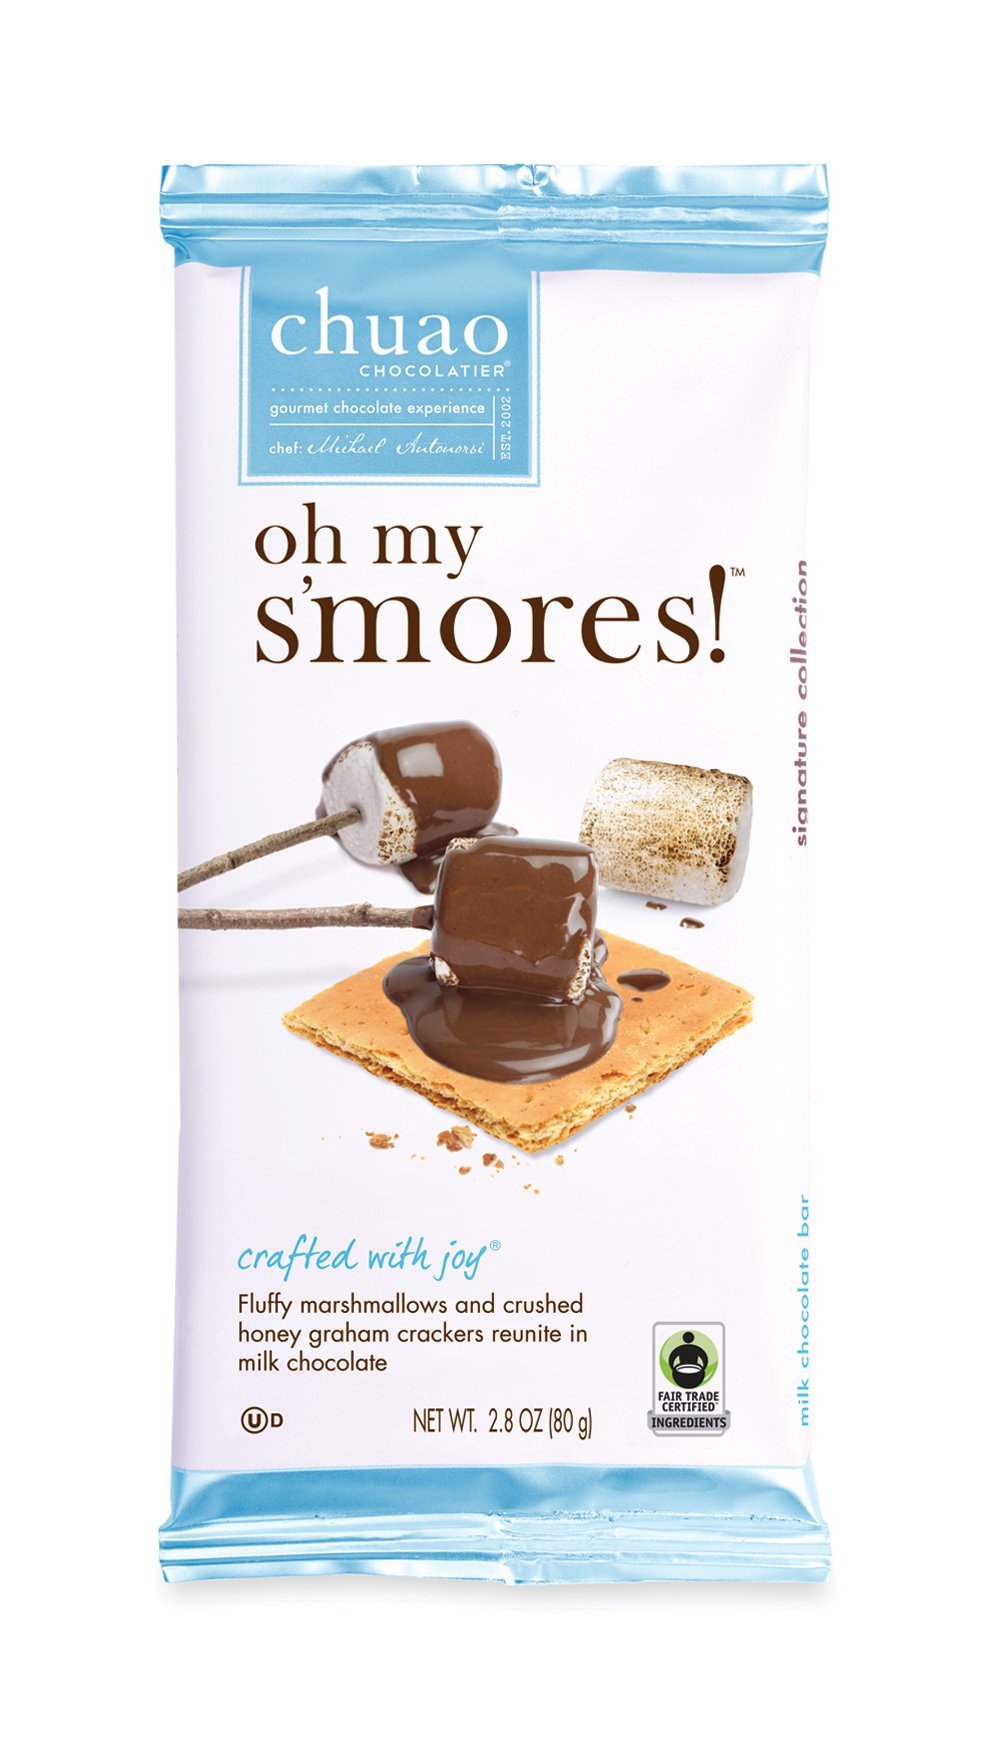 chuao
CHOCOLATIER®
gourmet chocolate experience
chef: Michael Antonorsi
EST. 2002
oh my
s'mores!™
signature collection
crafted with joy®
Fluffy marshmallows and crushed
honey graham crackers reunite in
milk chocolate
U D
NET WT. 2.8 OZ (80 g)
FAIR TRADE
CERTIFIED™
INGREDIENTS
milk chocolate bar